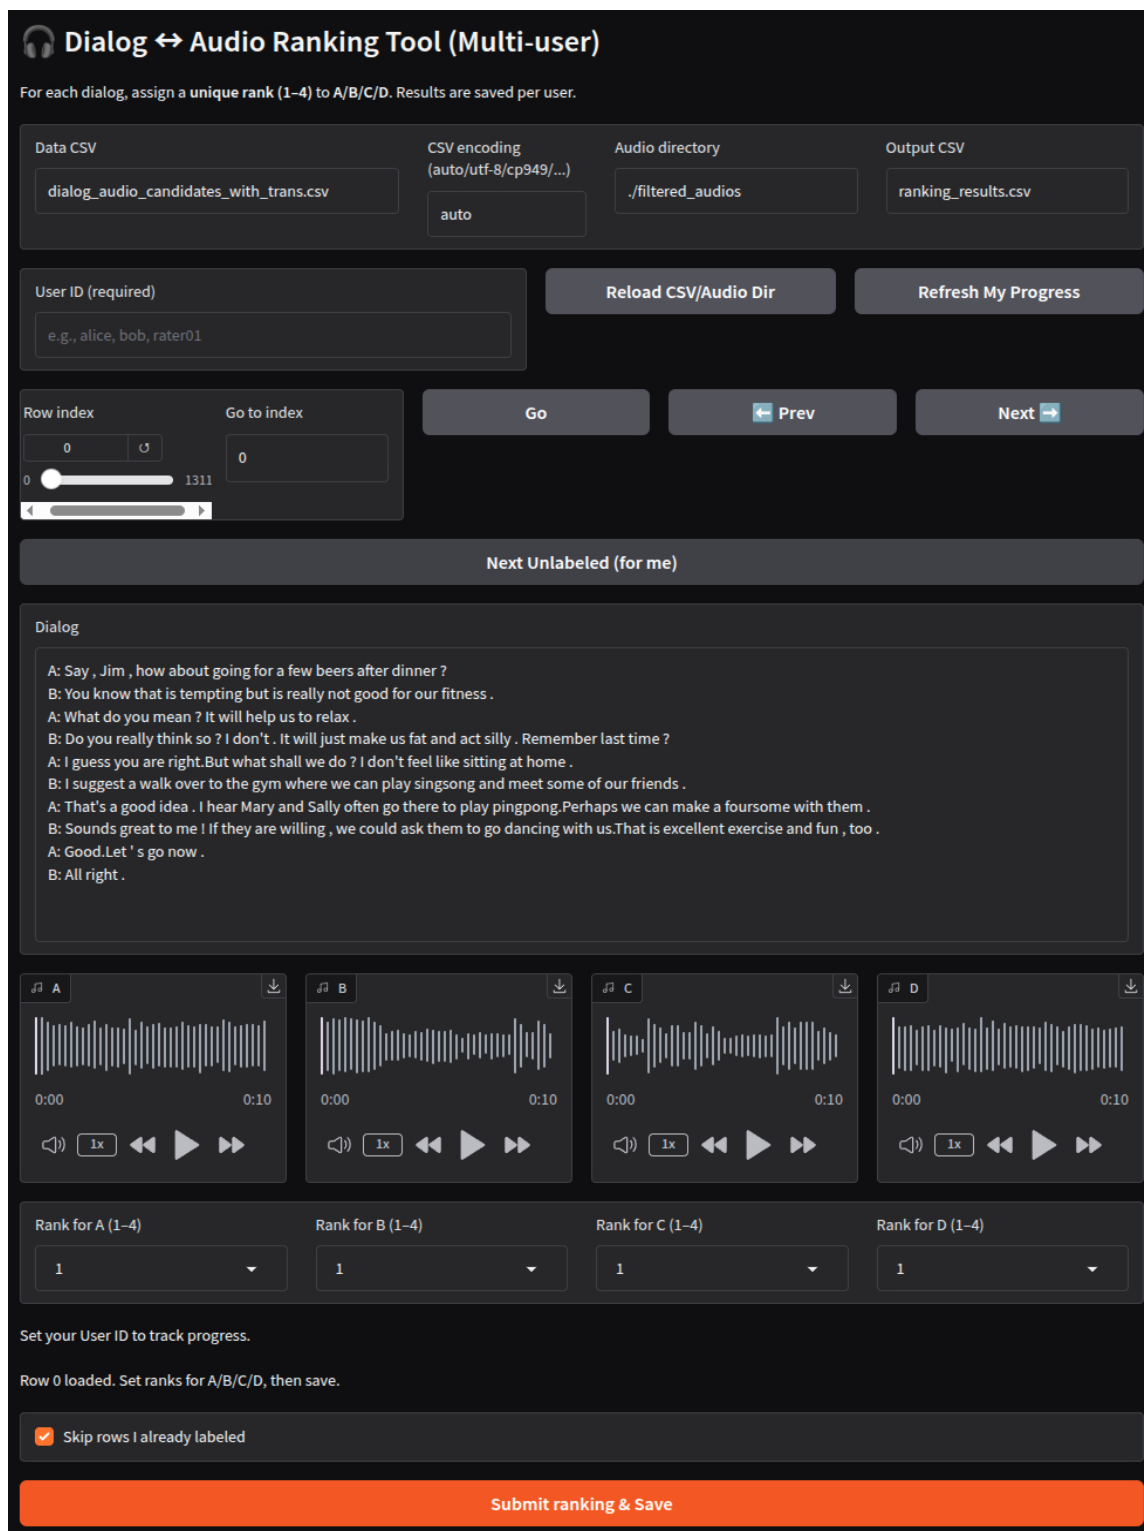 🎧 Dialog ↔ Audio Ranking Tool (Multi-user)
For each dialog, assign a unique rank (1–4) to A/B/C/D. Results are saved per user.
Data CSV
dialog_audio_candidates_with_trans.csv
CSV encoding
(auto/utf-8/cp949/...)
auto
Audio directory
./filtered_audios
Output CSV
ranking_results.csv
User ID (required)
e.g., alice, bob, rater01
Reload CSV/Audio Dir
Refresh My Progress
Row index
0
0 1311
Go to index
0
Go
⬅️ Prev
Next ➡️
Next Unlabeled (for me)
Dialog
A: Say , Jim , how about going for a few beers after dinner ?
B: You know that is tempting but is really not good for our fitness .
A: What do you mean ? It will help us to relax .
B: Do you really think so ? I don't . It will just make us fat and act silly . Remember last time ?
A: I guess you are right.But what shall we do ? I don't feel like sitting at home .
B: I suggest a walk over to the gym where we can play singsong and meet some of our friends .
A: That's a good idea . I hear Mary and Sally often go there to play pingpong.Perhaps we can make a foursome with them .
B: Sounds great to me ! If they are willing , we could ask them to go dancing with us.That is excellent exercise and fun , too .
A: Good.Let ' s go now .
B: All right .
A
0:00 0:10
1x
B
0:00 0:10
1x
C
0:00 0:10
1x
D
0:00 0:10
1x
Rank for A (1–4)
1
Rank for B (1–4)
1
Rank for C (1–4)
1
Rank for D (1–4)
1
Set your User ID to track progress.
Row 0 loaded. Set ranks for A/B/C/D, then save.
Skip rows I already labeled
Submit ranking & Save